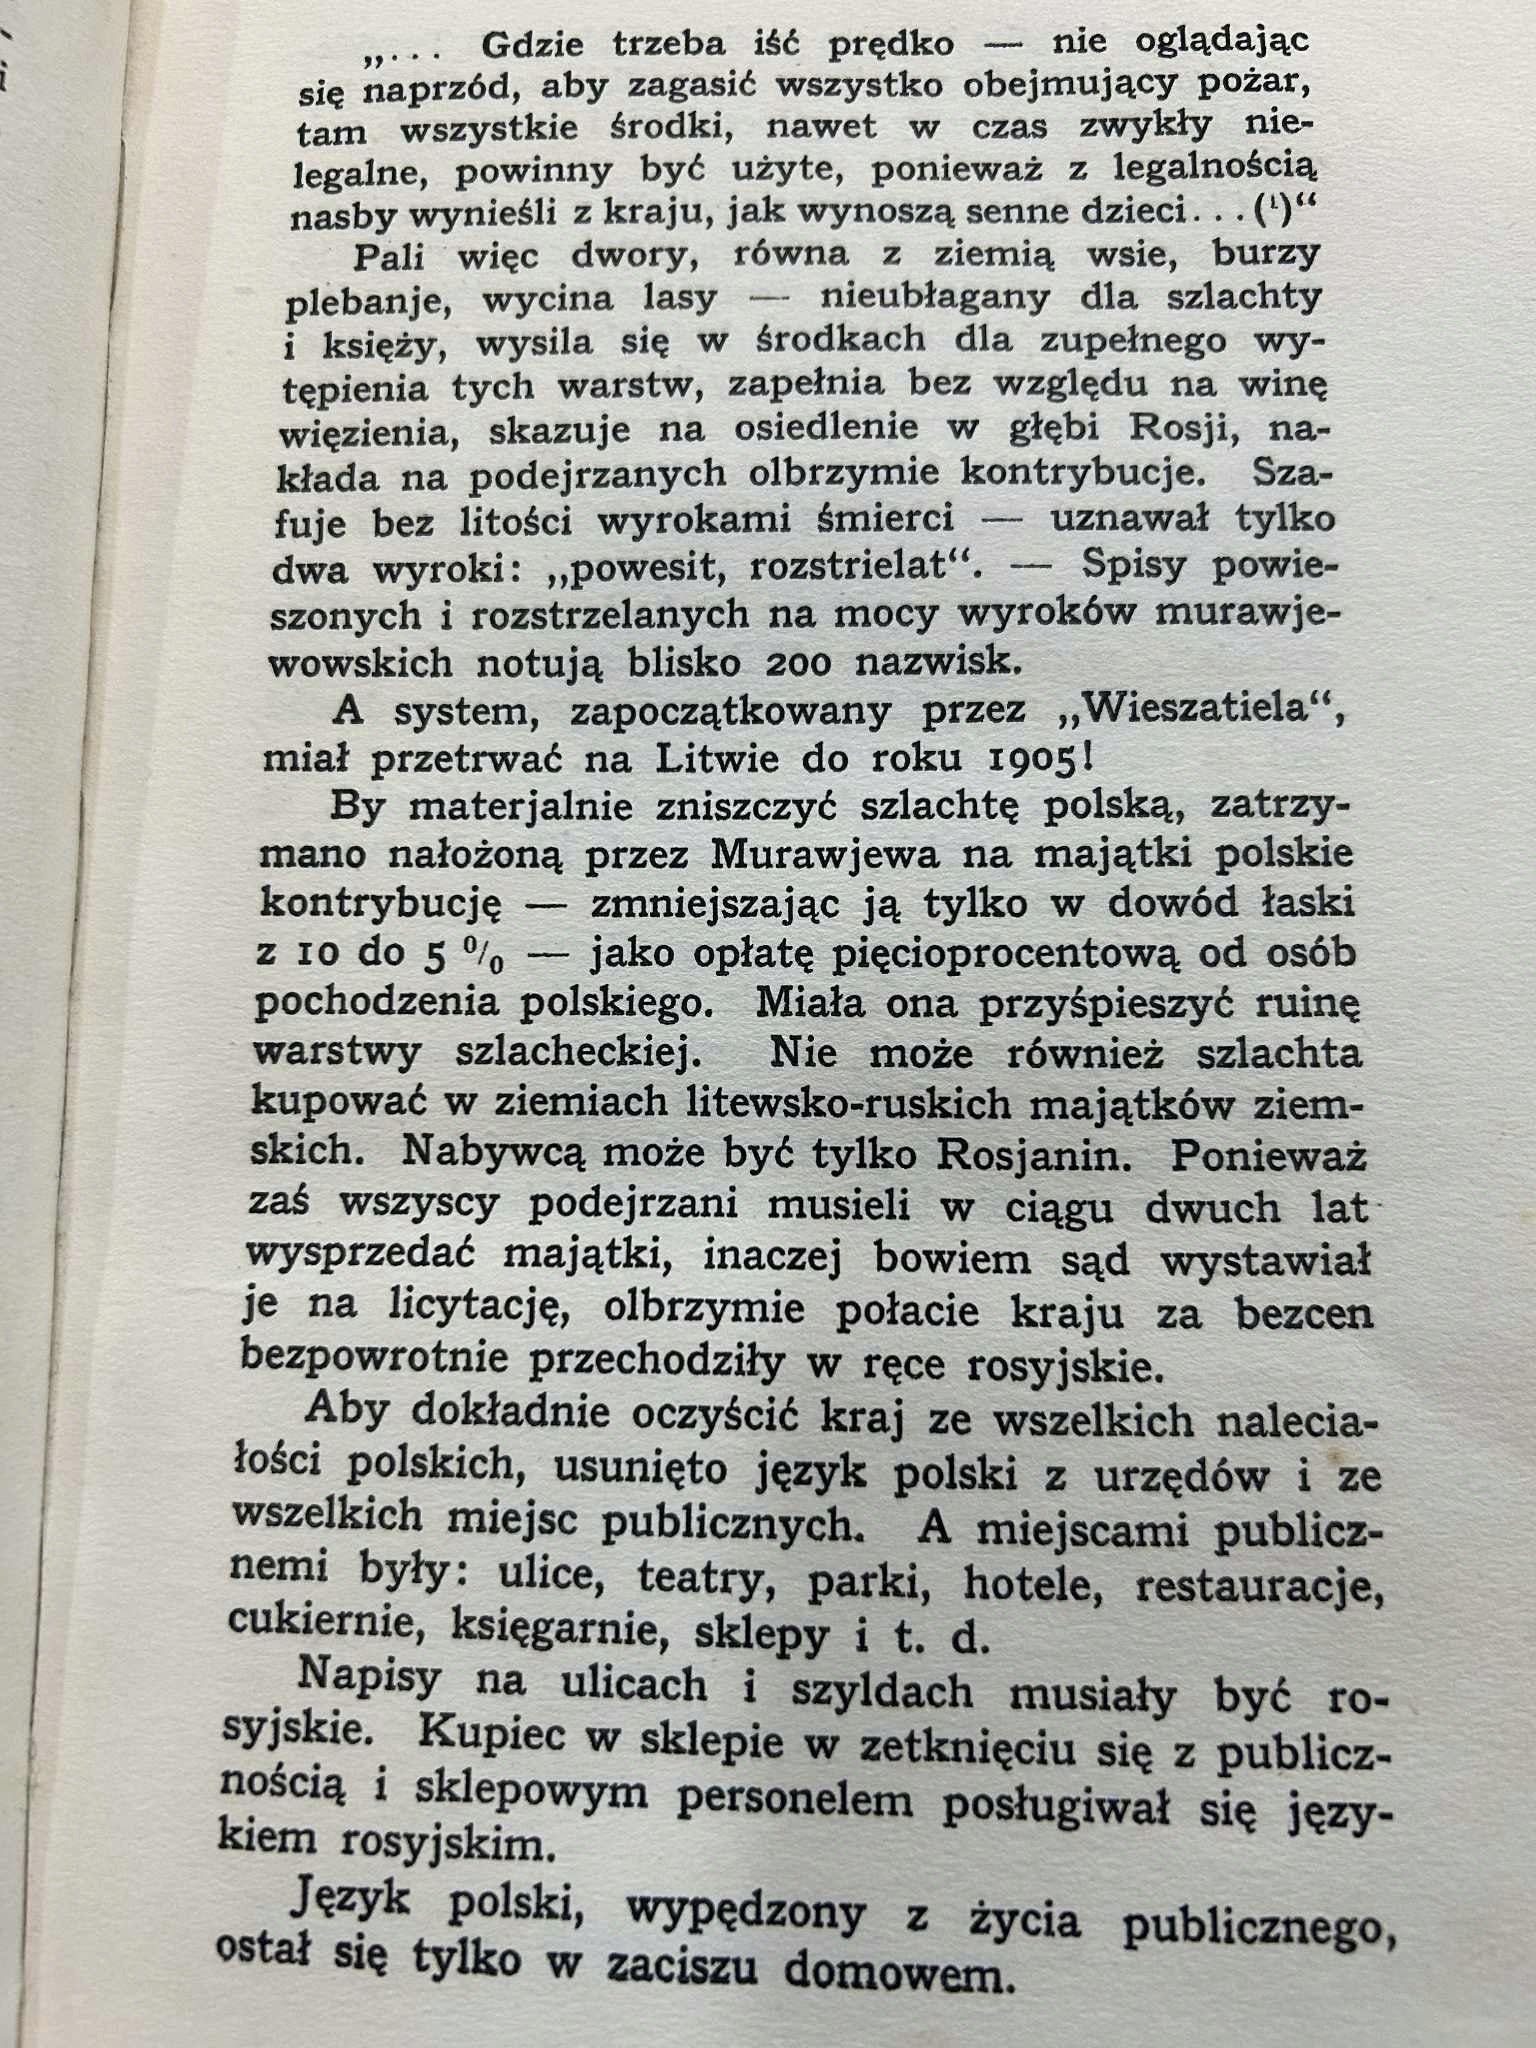 „... Gdzie trzeba iść prędko — nie oglądając
się naprzód, aby zagasić wszystko obejmujący pożar,
tam wszystkie środki, nawet w czas zwykły nie-
legalne, powinny być użyte, ponieważ z legalnością
nasby wynieśli z kraju, jak wynoszą senne dzieci... (¹)“
Pali więc dwory, równa z ziemią wsie, burzy
plebanje, wycina lasy — nieubłagany dla szlachty
i księży, wysila się w środkach dla zupełnego wy-
tępienia tych warstw, zapełnia bez względu na winę
więzienia, skazuje na osiedlenie w głębi Rosji, na-
kłada na podejrzanych olbrzymie kontrybucje. Sza-
fuje bez litości wyrokami śmierci — uznawał tylko
dwa wyroki: „powesit, rozstrielat“. — Spisy powie-
szonych i rozstrzelanych na mocy wyroków murawje-
wowskich notują blisko 200 nazwisk.
A system, zapoczątkowany przez „Wieszatiela“,
miał przetrwać na Litwie do roku 1905!
By materjalnie zniszczyć szlachtę polską, zatrzy-
mano nałożoną przez Murawjewa na majątki polskie
kontrybucję — zmniejszając ją tylko w dowód łaski
z 10 do 5 % — jako opłatę pięcioprocentową od osób
pochodzenia polskiego. Miała ona przyśpieszyć ruinę
warstwy szlacheckiej. Nie może również szlachta
kupować w ziemiach litewsko-ruskich majątków ziem-
skich. Nabywcą może być tylko Rosjanin. Ponieważ
zaś wszyscy podejrzani musieli w ciągu dwuch lat
wysprzedać majątki, inaczej bowiem sąd wystawiał
je na licytację, olbrzymie połacie kraju za bezcen
bezpowrotnie przechodziły w ręce rosyjskie.
Aby dokładnie oczyścić kraj ze wszelkich nalecia-
łości polskich, usunięto język polski z urzędów i ze
wszelkich miejsc publicznych. A miejscami publicz-
nemi były: ulice, teatry, parki, hotele, restauracje,
cukiernie, księgarnie, sklepy i t. d.
Napisy na ulicach i szyldach musiały być ro-
syjskie. Kupiec w sklepie w zetknięciu się z publicz-
nością i sklepowym personelem posługiwał się języ-
kiem rosyjskim.
Język polski, wypędzony z życia publicznego,
ostał się tylko w zaciszu domowem.